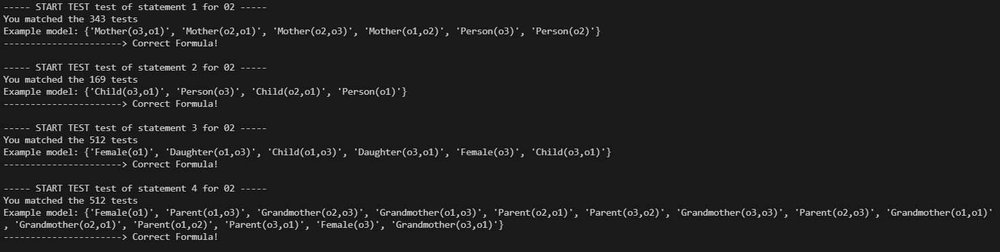 ----- START TEST test of statement 1 for 02 -----
You matched the 343 tests
Example model: {'Mother(o3,o1)', 'Mother(o2,o1)', 'Mother(o2,o3)', 'Mother(o1,o2)', 'Person(o3)', 'Person(o2)'}
----------------------> Correct Formula!
----- START TEST test of statement 2 for 02 -----
You matched the 169 tests
Example model: {'Child(o3,o1)', 'Person(o3)', 'Child(o2,o1)', 'Person(o1)'}
----------------------> Correct Formula!
----- START TEST test of statement 3 for 02 -----
You matched the 512 tests
Example model: {'Female(o1)', 'Daughter(o1,o3)', 'Child(o1,o3)', 'Daughter(o3,o1)', 'Female(o3)', 'Child(o3,o1)'}
----------------------> Correct Formula!
----- START TEST test of statement 4 for 02 -----
You matched the 512 tests
Example model: {'Female(o1)', 'Parent(o1,o3)', 'Grandmother(o2,o3)', 'Grandmother(o1,o3)', 'Parent(o2,o1)', 'Parent(o3,o2)', 'Grandmother(o3,o3)', 'Parent(o2,o3)', 'Grandmother(o1,o1)'
, 'Grandmother(o2,o1)', 'Parent(o1,o2)', 'Parent(o3,o1)', 'Female(o3)', 'Grandmother(o3,o1)'}
----------------------> Correct Formula!